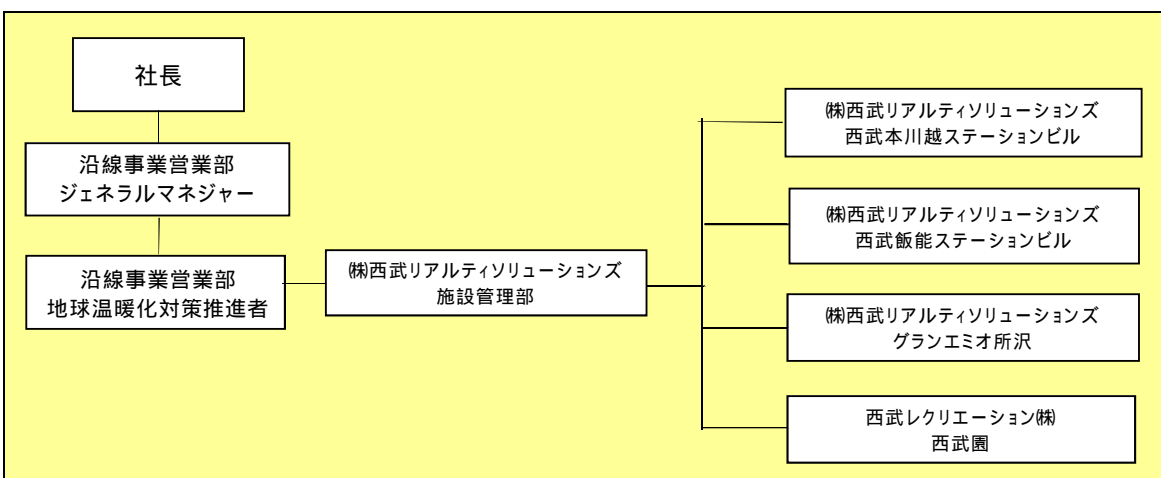 社長
沿線事業営業部
ジェネラルマネジャー
沿線事業営業部
地球温暖化対策推進者
㈱西武リアルティソリューションズ
施設管理部
㈱西武リアルティソリューションズ
西武本川越ステーションビル
㈱西武リアルティソリューションズ
西武飯能ステーションビル
㈱西武リアルティソリューションズ
グランエミオ所沢
西武レクリエーション㈱
西武園